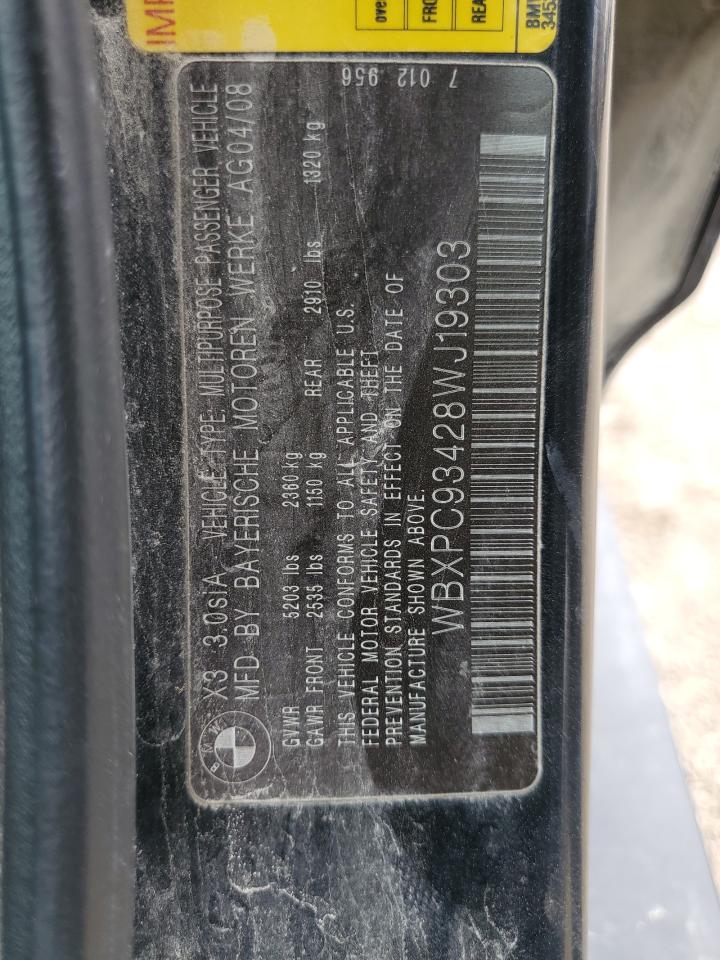 X3 3.0siA VEHICLE TYPE: MULTIPURPOSE PASSENGER VEHICLE
MFD BY BAYERISCHE MOTOREN WERKE AG04/08
GVWR 5203 lbs 2360 kg
GAWR FRONT 2535 lbs 1150 kg REAR 2910 lbs 1320 kg
THIS VEHICLE CONFORMS TO ALL APPLICABLE U.S.
FEDERAL MOTOR VEHICLE SAFETY AND THEFT
PREVENTION STANDARDS IN EFFECT ON THE DATE OF
MANUFACTURE SHOWN ABOVE.
WBXPC93428WJ19303
7 012 956
BMW